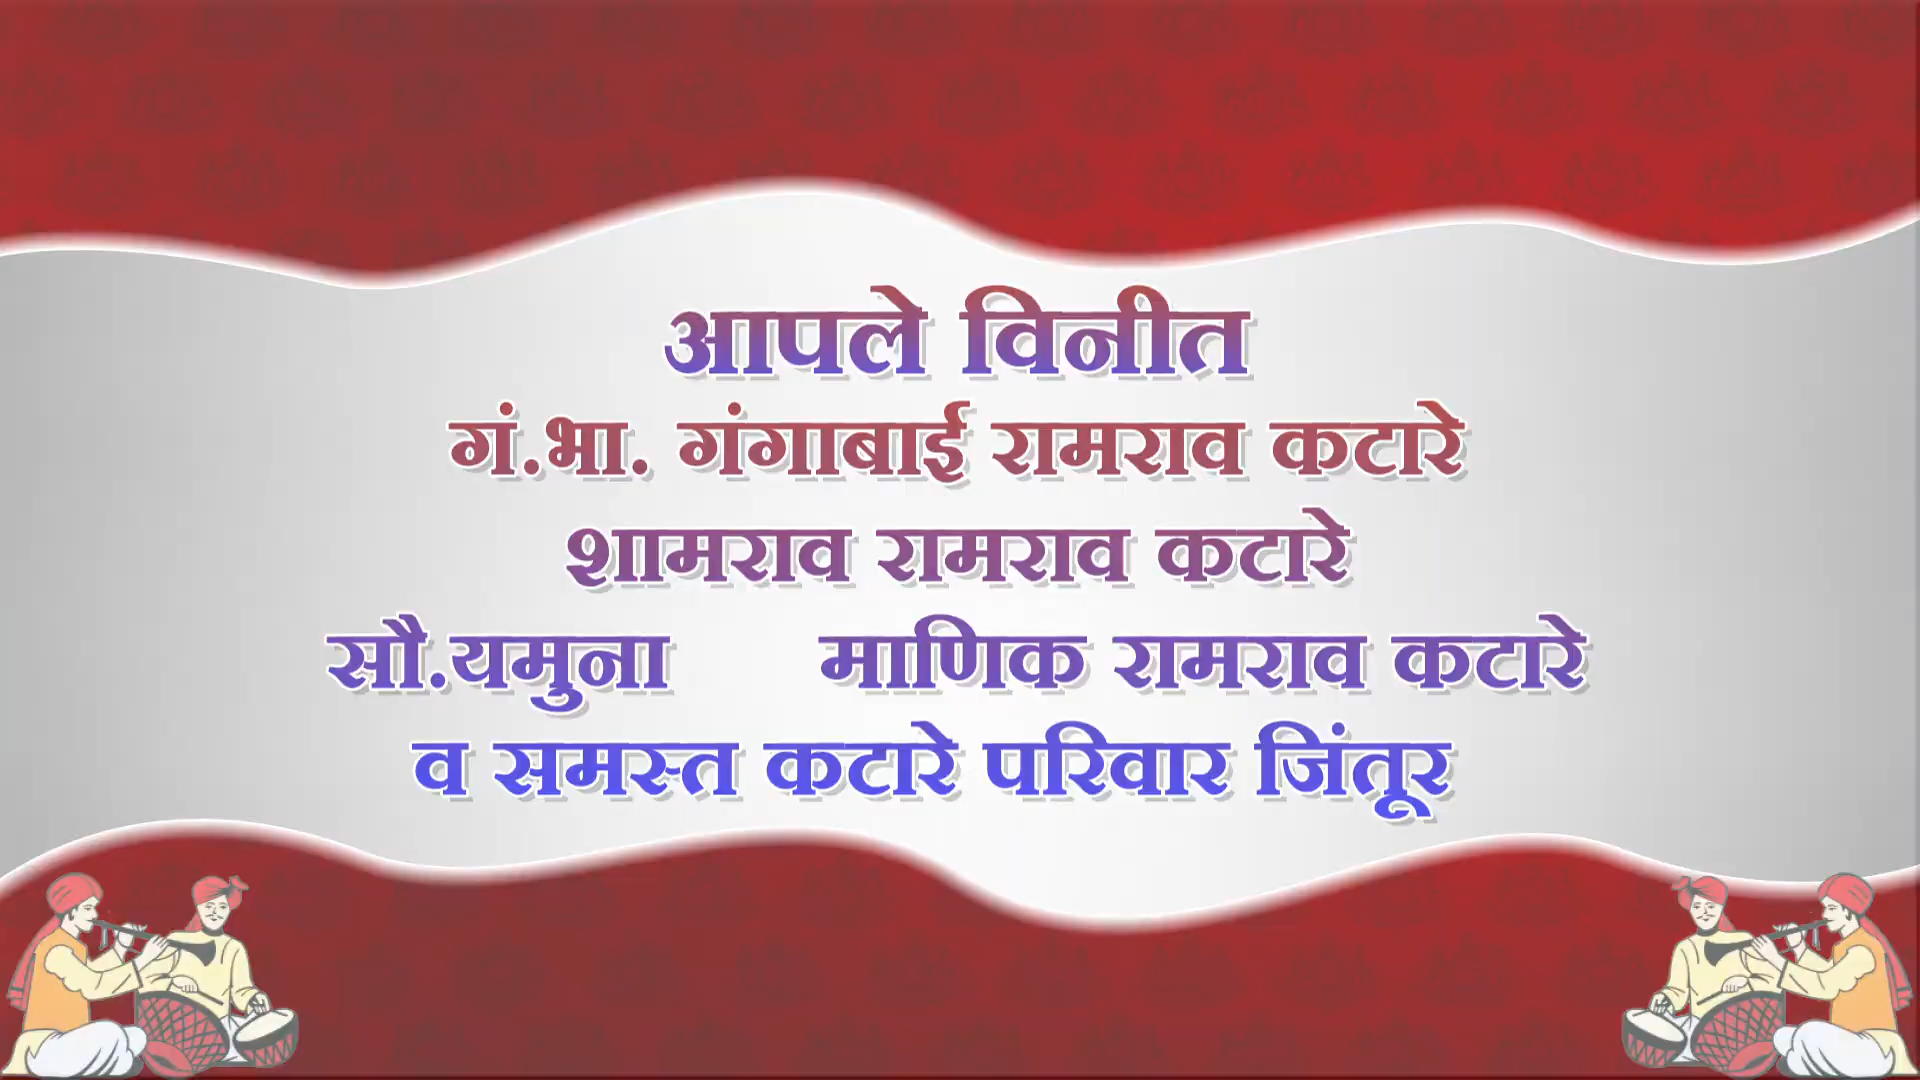 आपले विनीत
गं.भा. गंगाबाई रामराव कटारे
शामराव रामराव कटारे
सौ.यमुना माणिक रामराव कटारे
व समस्त कटारे परिवार जिंतूर